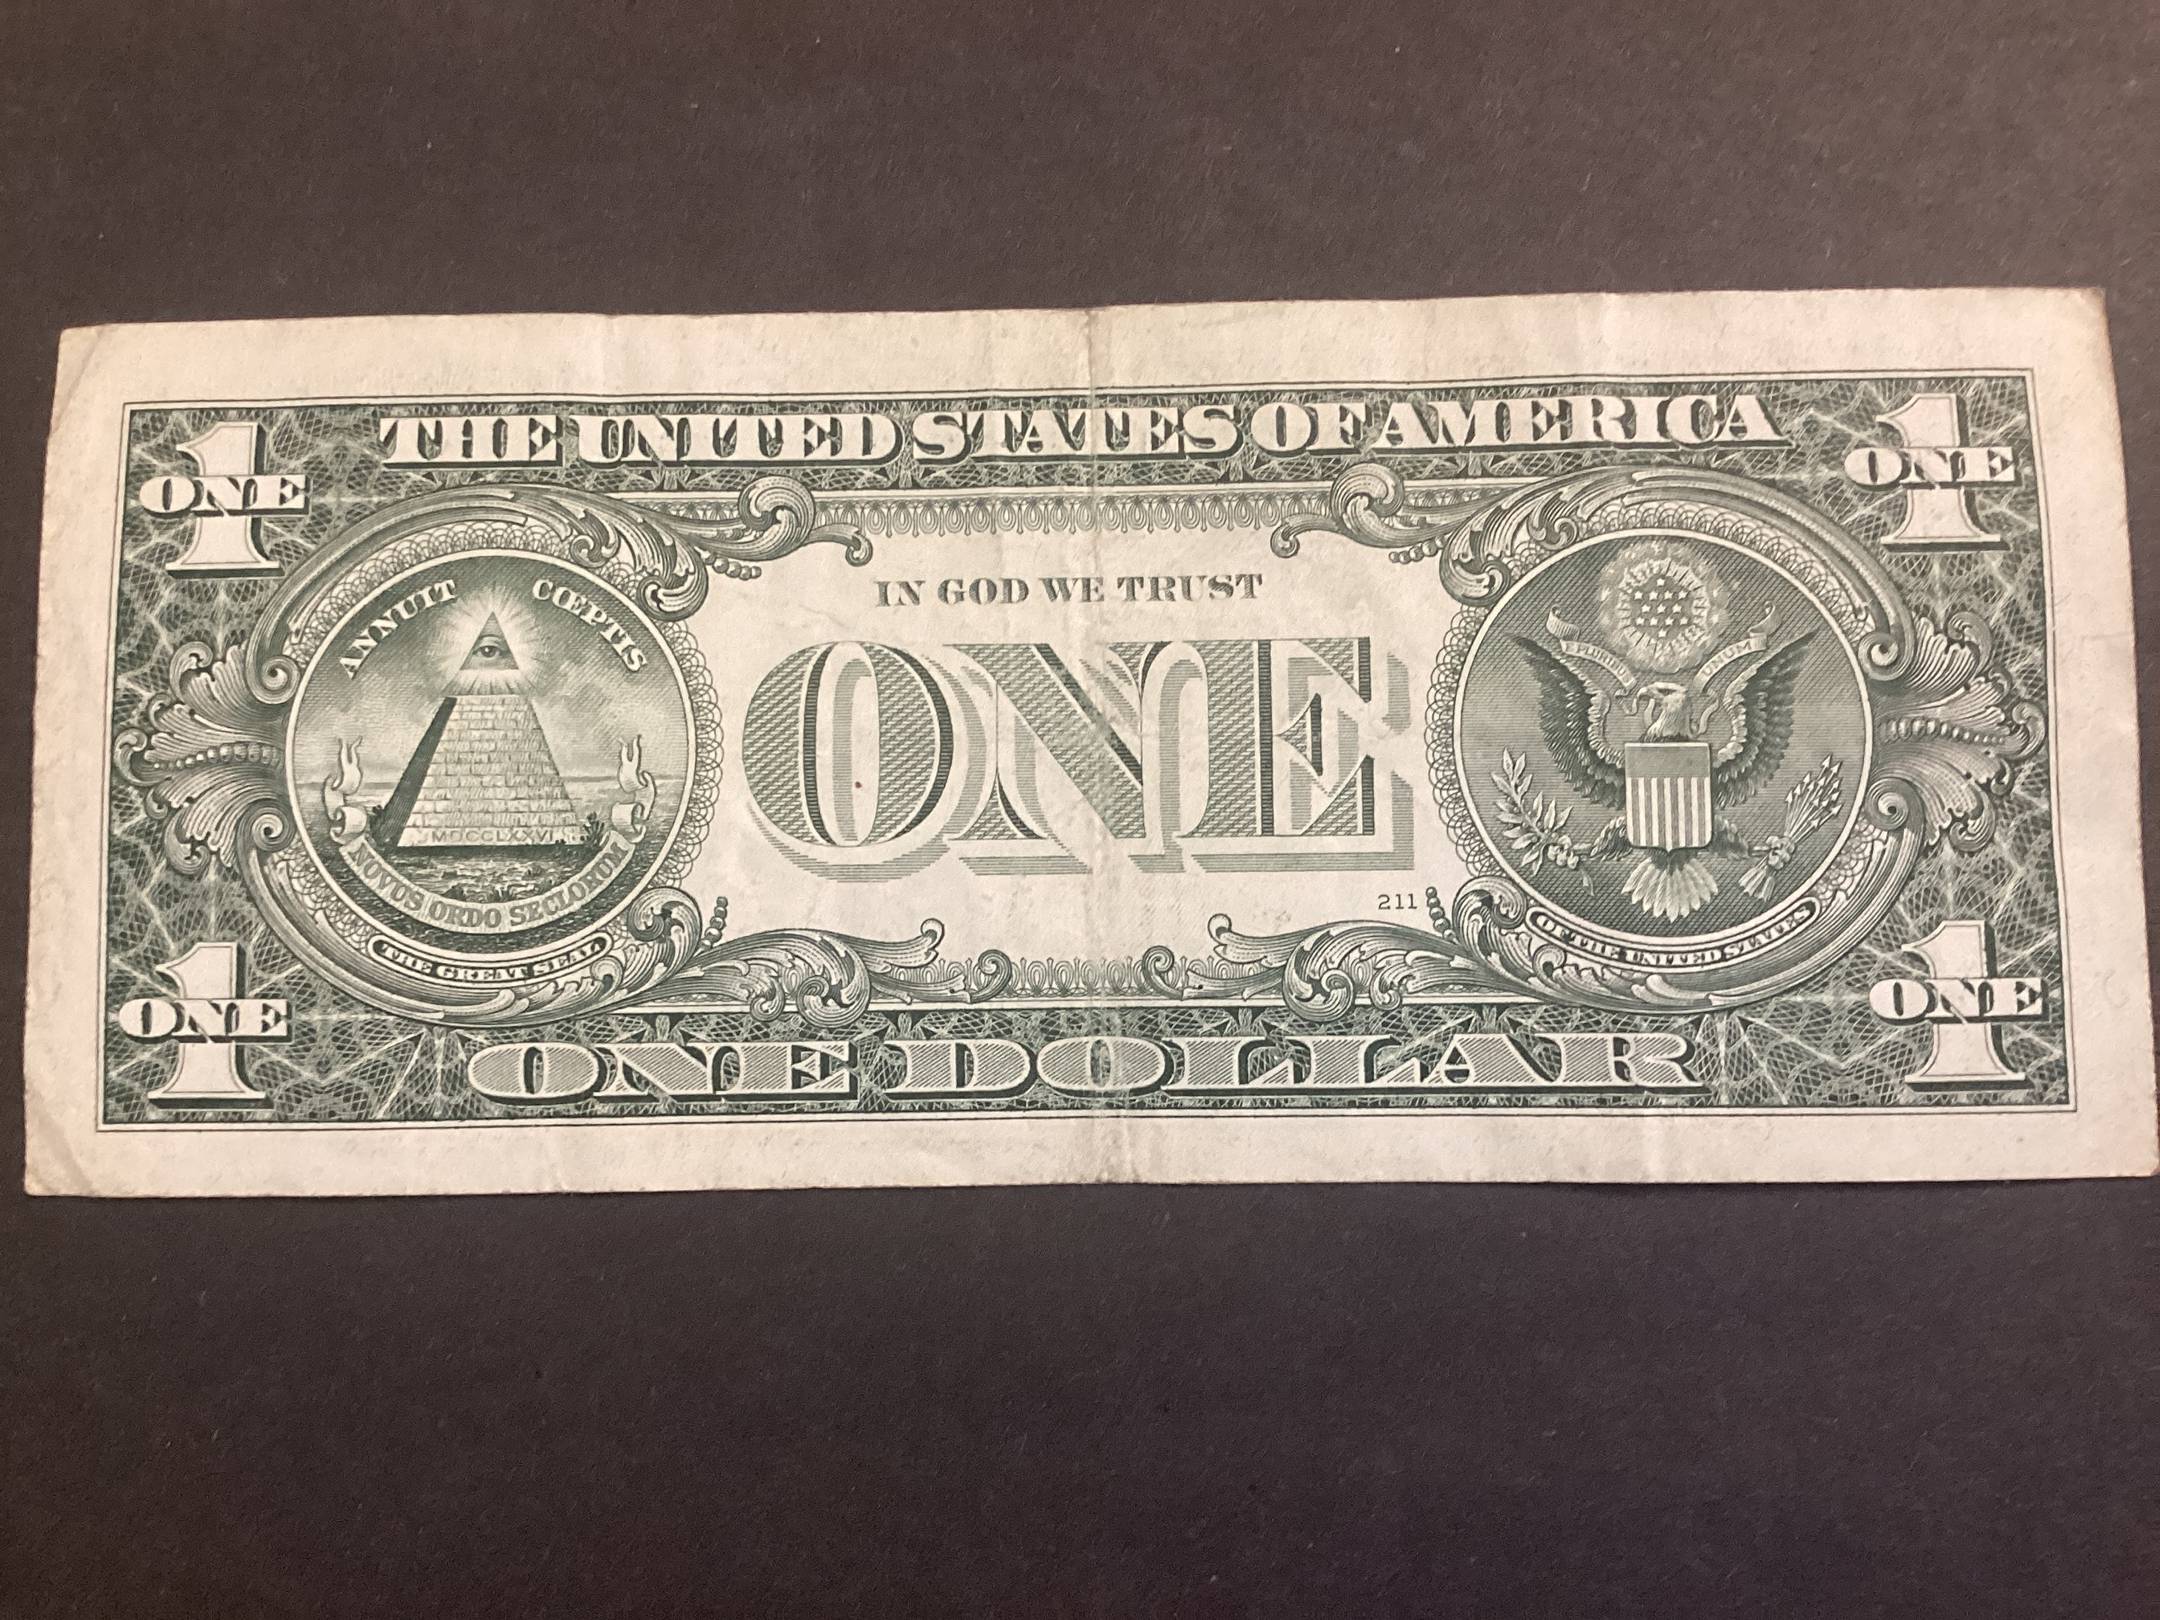 THE UNITED STATES OF AMERICA
1
ONE
1
ONE
ANNUIT CŒPTIS
IN GOD WE TRUST
E PLURIBUS UNUM
ONE
MDCCLXXVI
NOVUS ORDO SECLORUM
THE GREAT SEAL
211
OF THE UNITED STATES
1
ONE
1
ONE
ONE DOLLAR